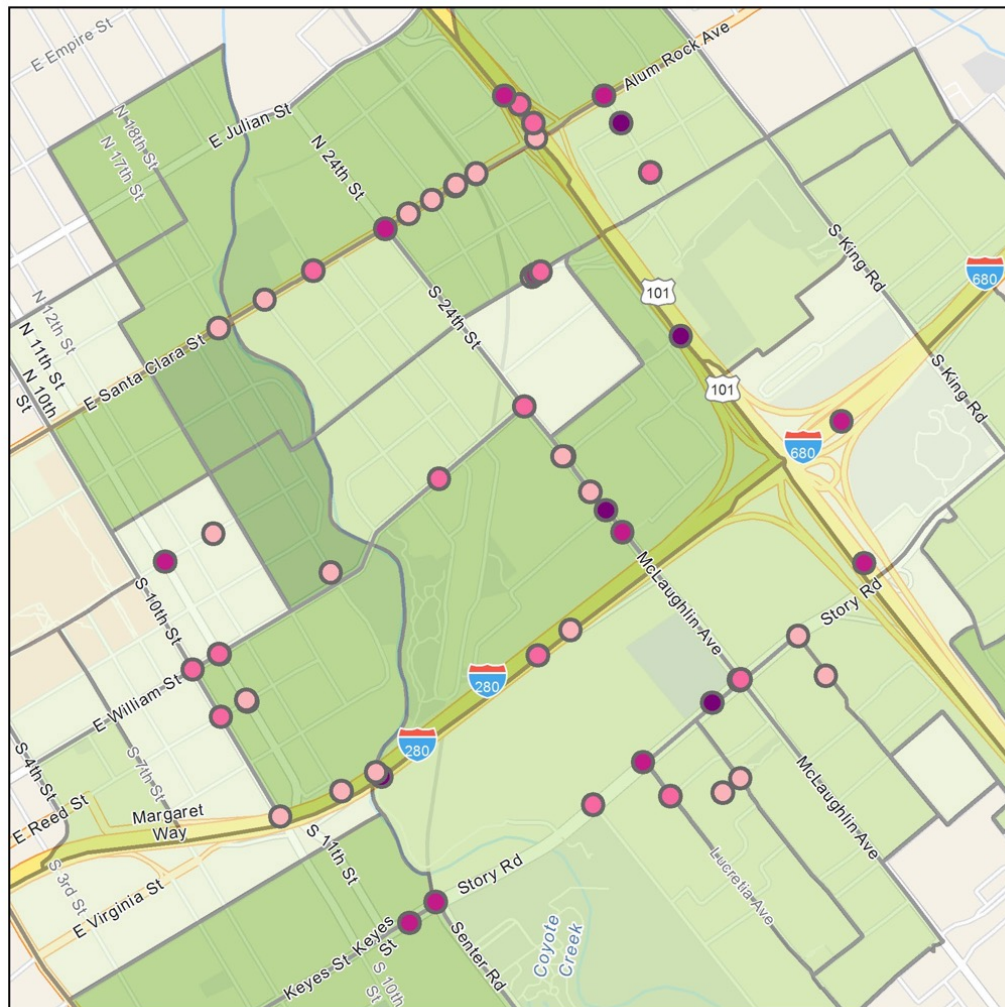 E Empire St
Alum Rock Ave
N 18th St
N 17th St
E Julian St
N 24th St
S King Rd
680
101
N 12th St
N 11th St
N 10th
St
S 24th St
E Santa Clara St
101
S King Rd
680
S 10th St
McLaughlin Ave
Story Rd
E William St
280
280
S 4th St
S 7th St
McLaughlin Ave
E Reed St
Margaret
Way
S 11th St
S 3rd St
Story Rd
Lucretia Ave
E Virginia St
Keyes St
Keyes
St
Senter Rd
Coyote
Creek
S 10th
St